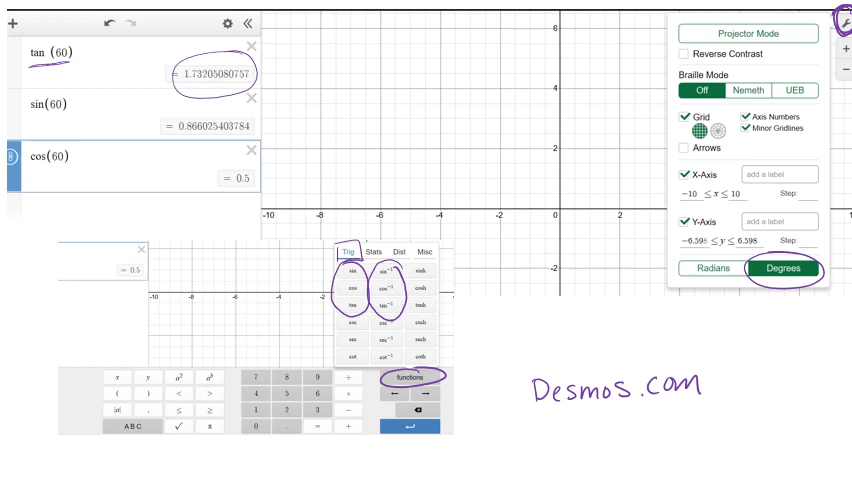 tan (60)
= 1.73205080757
sin(60)
= 0.866025403784
cos(60)
= 0.5
-10 -8 -6 -4 -2 0 2
6
4
2
-2
Projector Mode
Reverse Contrast
Braille Mode
Off Nemeth UEB
Grid Axis Numbers
Minor Gridlines
Arrows
X-Axis add a label
-10 ≤ x ≤ 10 Step:
Y-Axis add a label
-6.598 ≤ y ≤ 6.598 Step:
Radians Degrees
= 0.5
-10 -8 -6 -4 -2
Trig Stats Dist Misc
sin sin⁻¹ sinh
cos cos⁻¹ cosh
tan tan⁻¹ tanh
csc csc⁻¹ csch
sec sec⁻¹ sech
cot cot⁻¹ coth
x y a² aᵇ 7 8 9 ÷ functions
( ) < > 4 5 6 × ← →
|a| , ≤ ≥ 1 2 3 −
A B C √ π 0 . = +
Desmos.com